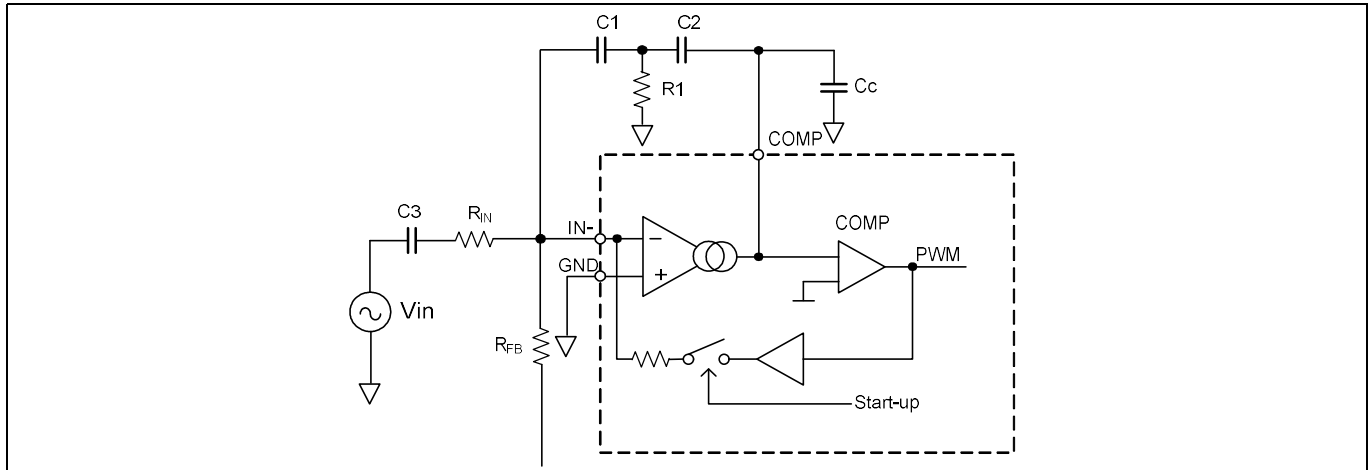 C1
C2
R1
Cc
COMP
C3
RIN
IN-
COMP
GND
PWM
Vin
RFB
Start-up